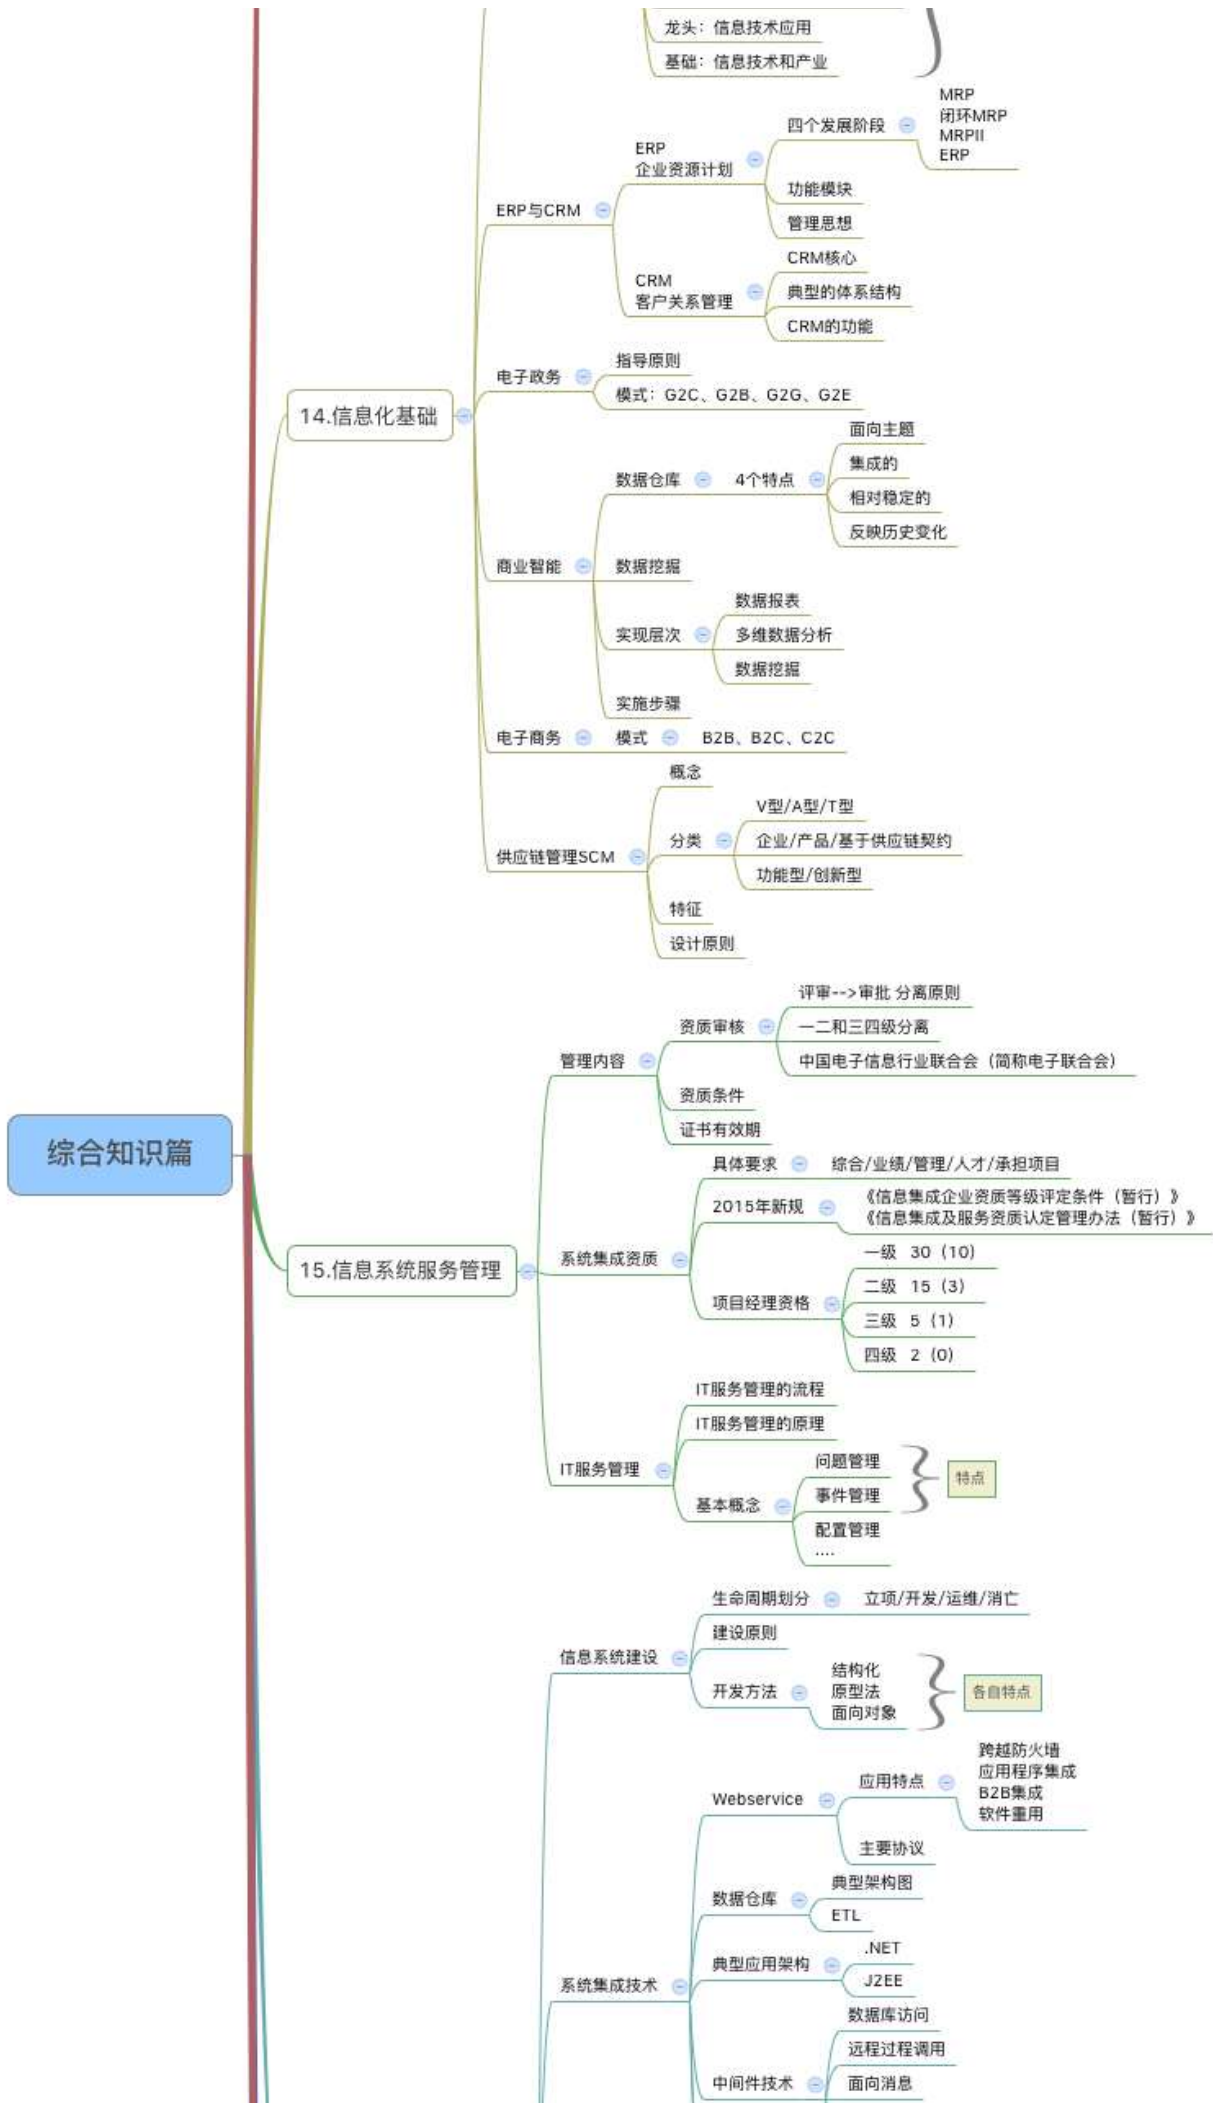 龙头：信息技术应用
基础：信息技术和产业
MRP
闭环MRP
MRPII
ERP
四个发展阶段
ERP
企业资源计划
功能模块
管理思想
ERP与CRM
CRM核心
CRM
客户关系管理
典型的体系结构
CRM的功能
指导原则
电子政务
模式：G2C、G2B、G2G、G2E
14.信息化基础
面向主题
集成的
数据仓库
4个特点
相对稳定的
反映历史变化
商业智能
数据挖掘
数据报表
实现层次
多维数据分析
数据挖掘
实施步骤
电子商务
模式
B2B、B2C、C2C
概念
V型/A型/T型
分类
企业/产品/基于供应链契约
供应链管理SCM
功能型/创新型
特征
设计原则
评审-->审批 分离原则
资质审核
一二和三四级分离
管理内容
中国电子信息行业联合会（简称电子联合会）
资质条件
证书有效期
综合知识篇
具体要求
综合/业绩/管理/人才/承担项目
2015年新规
《信息集成企业资质等级评定条件（暂行）》
《信息集成及服务资质认定管理办法（暂行）》
系统集成资质
一级 30（10）
15.信息系统服务管理
二级 15（3）
项目经理资格
三级 5（1）
四级 2（0）
IT服务管理的流程
IT服务管理的原理
问题管理
IT服务管理
特点
事件管理
基本概念
配置管理
....
生命周期划分
立项/开发/运维/消亡
建设原则
信息系统建设
结构化
开发方法
原型法
各自特点
面向对象
跨越防火墙
应用程序集成
B2B集成
软件重用
应用特点
Webservice
主要协议
典型架构图
数据仓库
ETL
.NET
典型应用架构
J2EE
系统集成技术
数据库访问
远程过程调用
中间件技术
面向消息